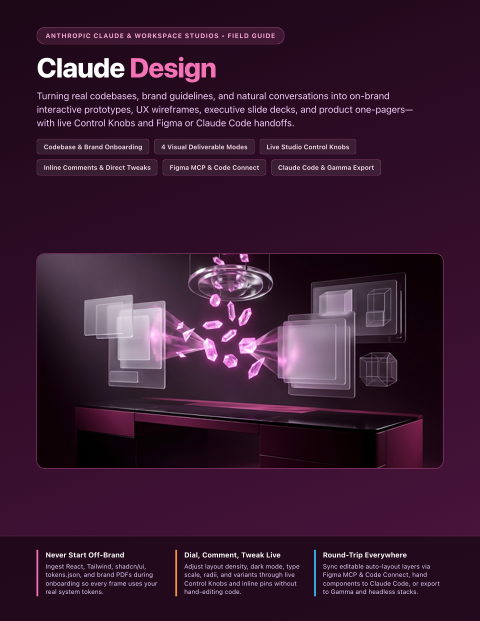 ANTHROPIC CLAUDE & WORKSPACE STUDIOS • FIELD GUIDE
Claude Design
Turning real codebases, brand guidelines, and natural conversations into on-brand
interactive prototypes, UX wireframes, executive slide decks, and product one-pagers—
with live Control Knobs and Figma or Claude Code handoffs.
Codebase & Brand Onboarding
4 Visual Deliverable Modes
Live Studio Control Knobs
Inline Comments & Direct Tweaks
Figma MCP & Code Connect
Claude Code & Gamma Export
Never Start Off-Brand
Ingest React, Tailwind, shadcn/ui,
tokens.json, and brand PDFs during
onboarding so every frame uses your
real system tokens.
Dial, Comment, Tweak Live
Adjust layout density, dark mode, type
scale, radii, and variants through live
Control Knobs and inline pins without
hand-editing code.
Round-Trip Everywhere
Sync editable auto-layout layers via
Figma MCP & Code Connect, hand
components to Claude Code, or export
to Gamma and headless stacks.